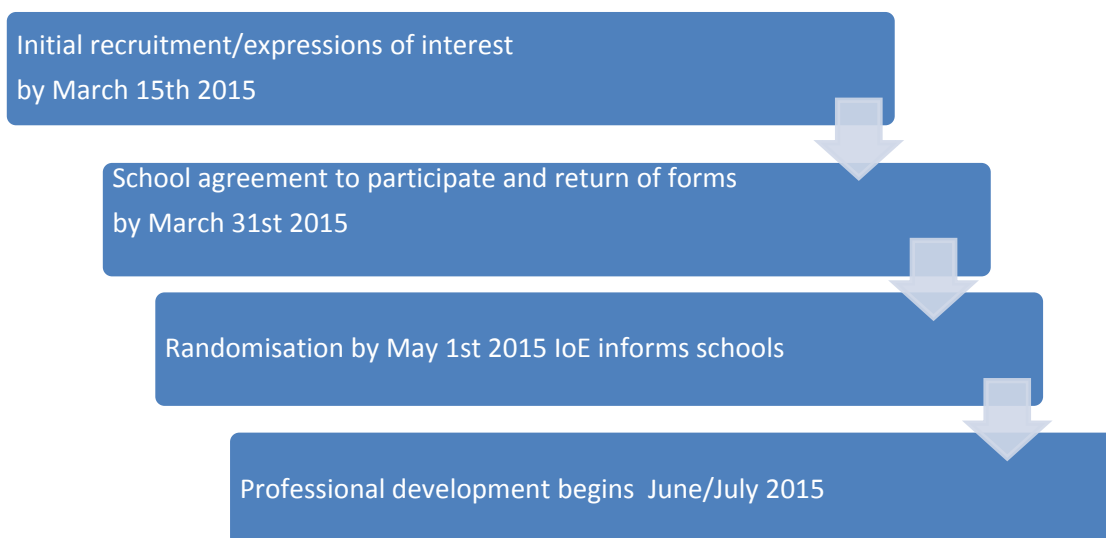 Initial recruitment/expressions of interest
by March 15th 2015
School agreement to participate and return of forms
by March 31st 2015
Randomisation by May 1st 2015 IoE informs schools
Professional development begins  June/July 2015